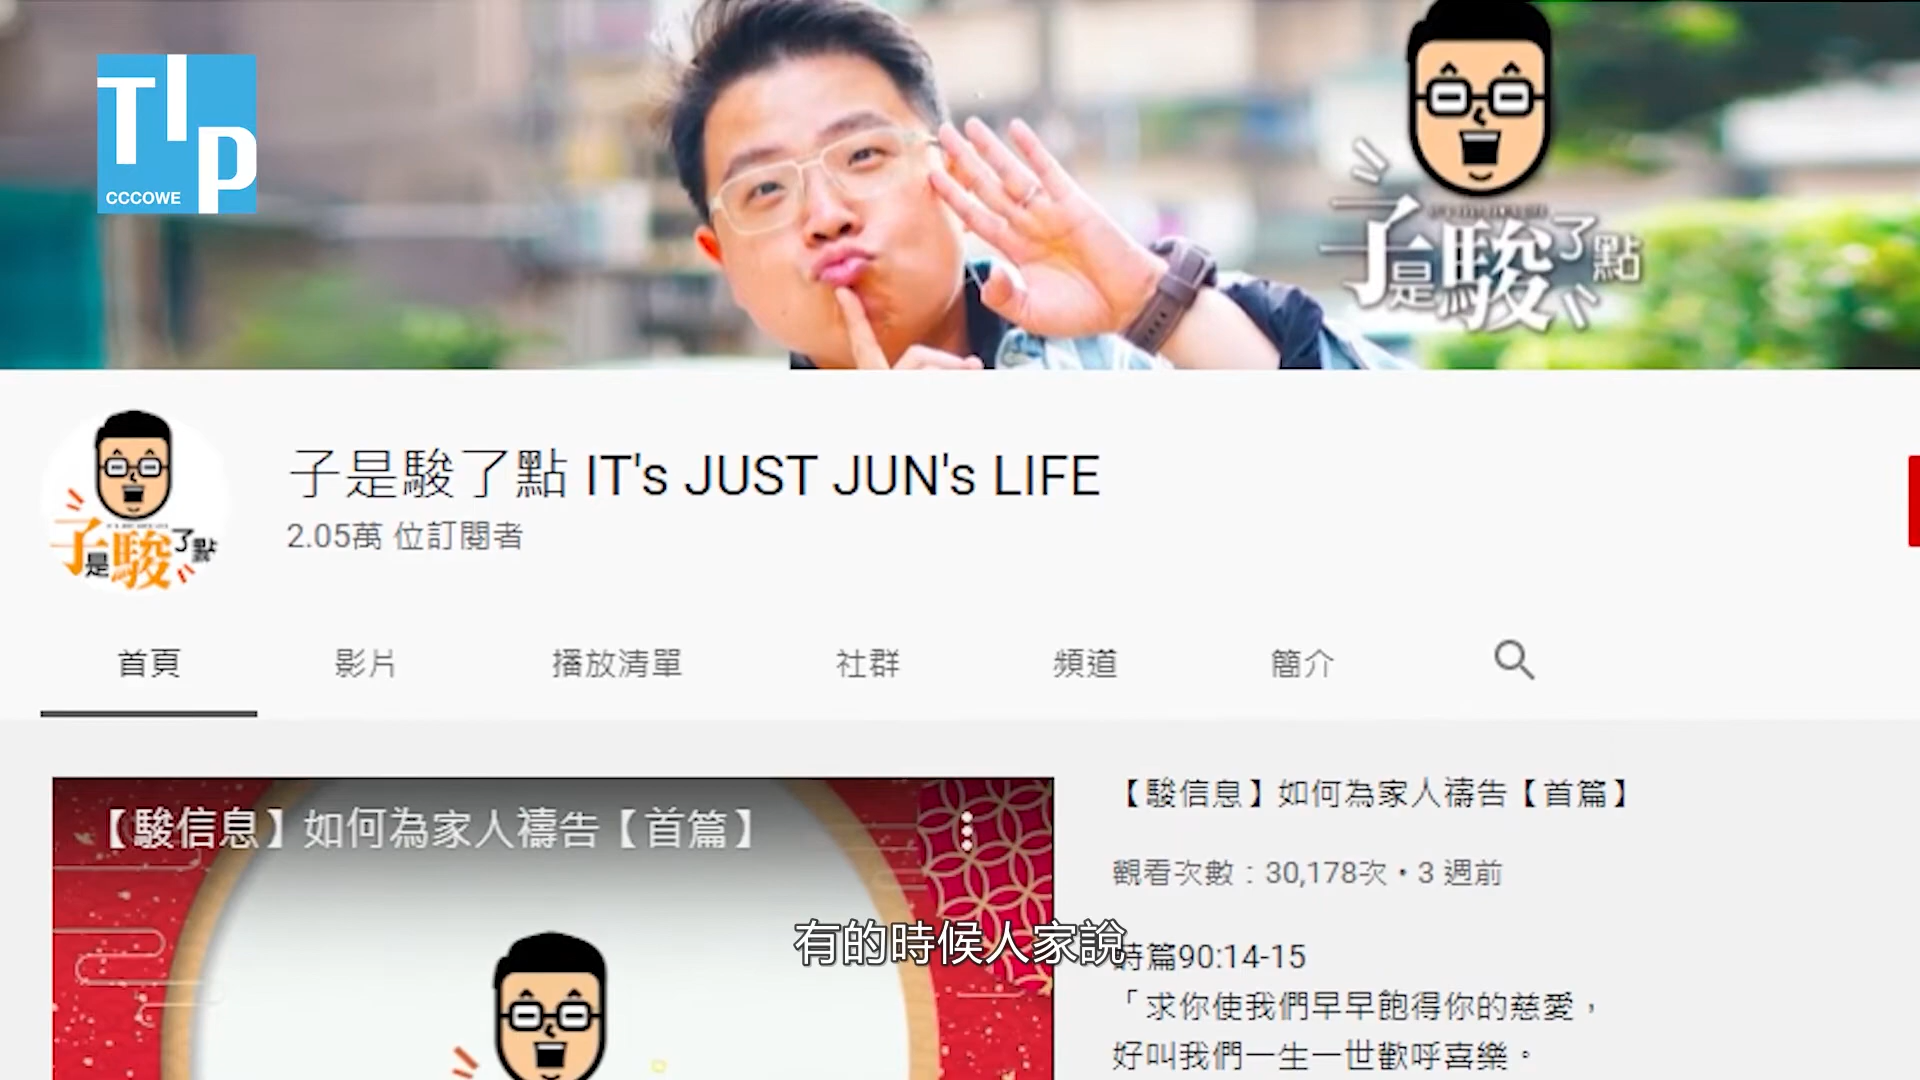 TIP
CCCOWE
子是駿了點
子是駿了點 IT's JUST JUN's LIFE
2.05萬 位訂閱者
子是駿了點
首頁
影片
播放清單
社群
頻道
簡介
【駿信息】如何為家人禱告【首篇】
【駿信息】如何為家人禱告【首篇】
觀看次數：30,178次・3 週前
有的時候人家說
詩篇90:14-15
「求你使我們早早飽得你的慈愛，
好叫我們一生一世歡呼喜樂。